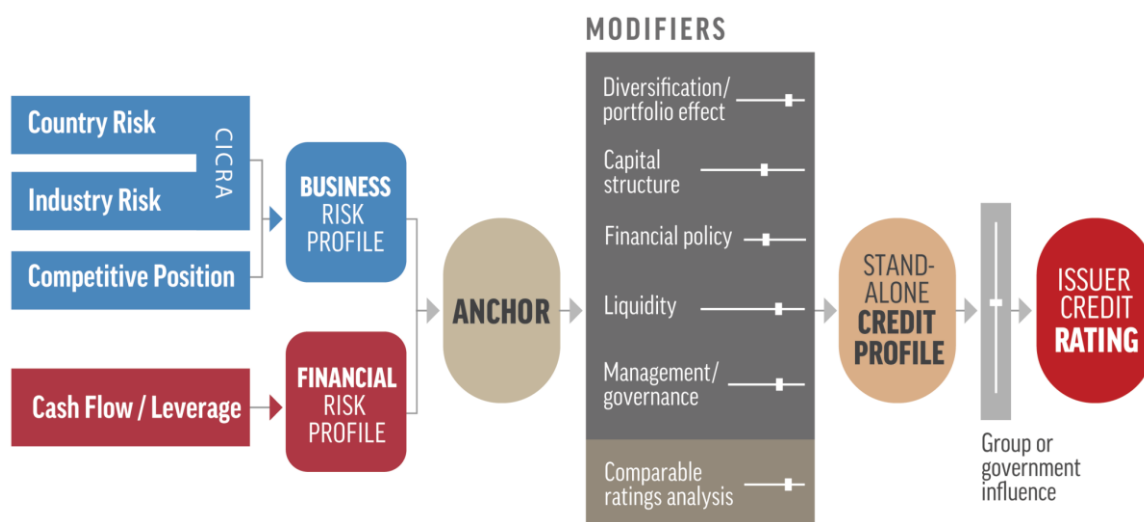 MODIFIERS
Country Risk
CICRA
Industry Risk
Competitive Position
Cash Flow / Leverage
BUSINESS
RISK
PROFILE
FINANCIAL
RISK
PROFILE
ANCHOR
Diversification/
portfolio effect
Capital
structure
Financial policy
Liquidity
Management/
governance
Comparable
ratings analysis
STAND-
ALONE
CREDIT
PROFILE
Group or
government
influence
ISSUER
CREDIT
RATING